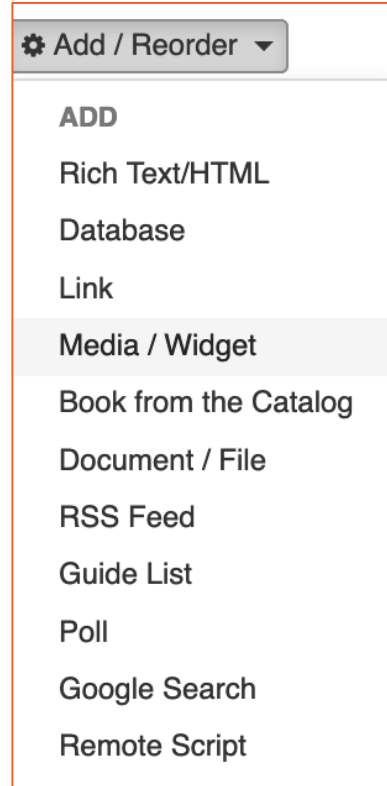 Add / Reorder
ADD
Rich Text/HTML
Database
Link
Media / Widget
Book from the Catalog
Document / File
RSS Feed
Guide List
Poll
Google Search
Remote Script